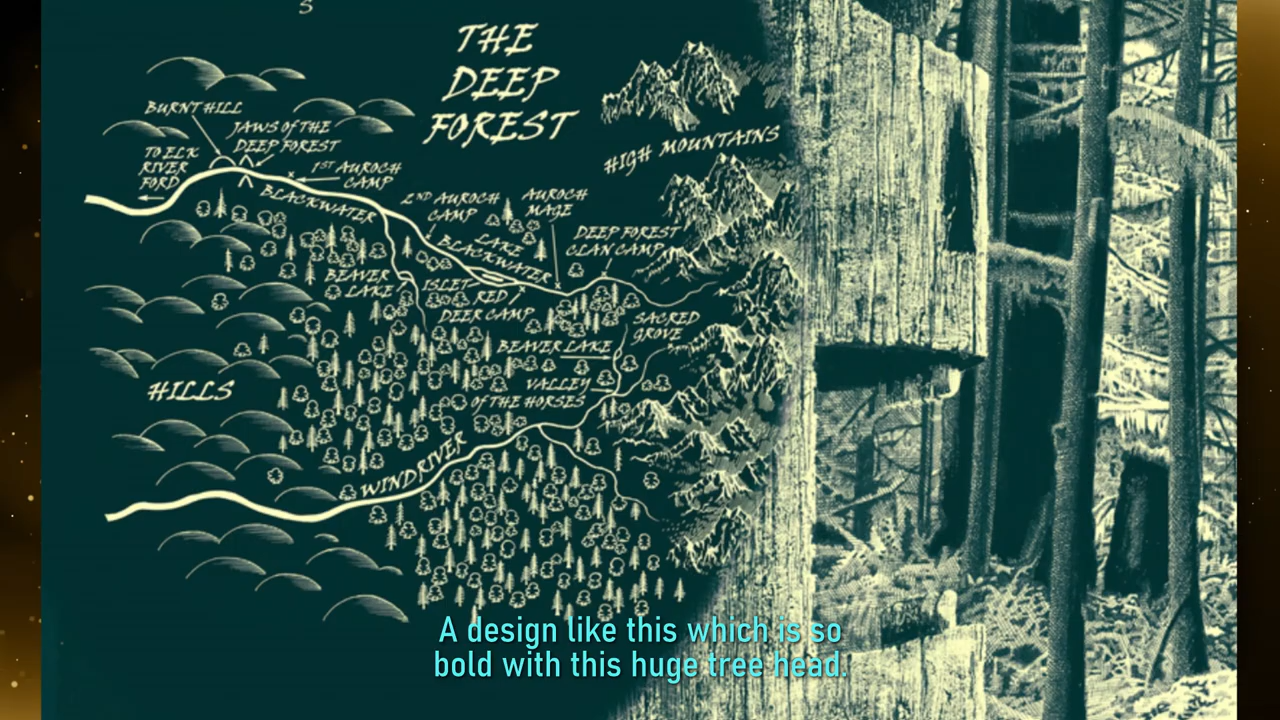 S
THE
DEEP
FOREST
BURNT HILL
JAWS OF THE
DEEP FOREST
TO ELK
RIVER
FORD
1ST AUROCH
CAMP
BLACKWATER
HIGH MOUNTAINS
2ND AUROCH
CAMP
AUROCH
MAGE
DEEP FOREST
CLAN CAMP
LAKE
BLACKWATER
BEAVER
LAKE
ISLET
RED
DEER CAMP
SACRED
GROVE
BEAVER LAKE
VALLEY
OF THE HORSES
HILLS
WINDRIVER
A design like this which is so
bold with this huge tree head.